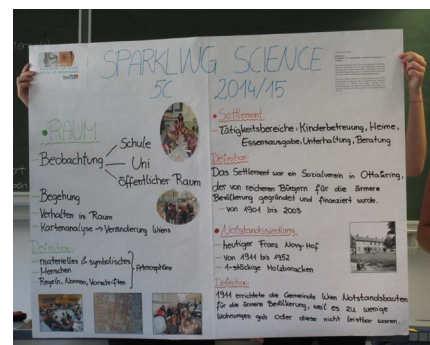 SPARKLING SCIENCE
5C 2014/15
• RAUM
- Beobachtung
Schule
Uni
Öffentlicher Raum
- Begehung
- Verhalten im Raum
- Kartenanalyse → Veränderung Wiens
Definition:
- materielles & symbolisches
- Menschen
- Regeln, Normen, Vorschriften
• Settlement
- Tätigkeitsbereiche: Kinderbetreuung, Heime,
Essensausgabe, Unterhaltung, Beratung
Definition:
Das Settlement war ein Sozialverein in Ottakring,
der von reicheren Bürgern für die ärmere
Bevölkerung gegründet und finanziert wurde.
- von 1901 bis 2003
• Notstandssiedlung
- heutiger Franz Novy-Hof
- Von 1911 bis 1952
- 1-stöckige Holzbaracken
Definition:
1911 errichtete die Gemeinde Wien Notstandsbauten
für die ärmere Bevölkerung, weil es zu wenige
Wohnungen gab oder diese nicht leistbar waren.